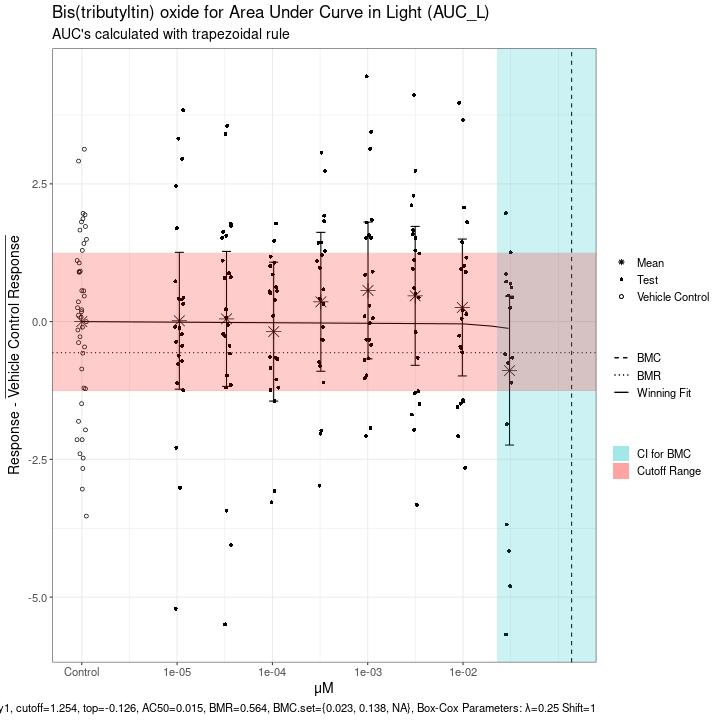 Bis(tributyltin) oxide for Area Under Curve in Light (AUC_L)
AUC's calculated with trapezoidal rule
Response - Vehicle Control Response
2.5
0.0
-2.5
-5.0
Control
1e-05
1e-04
1e-03
1e-02
µM
Mean
Test
Vehicle Control
BMC
BMR
Winning Fit
CI for BMC
Cutoff Range
cutoff=1.254, top=-0.126, AC50=0.015, BMR=0.564, BMC.set={0.023, 0.138, NA}, Box-Cox Parameters: λ=0.25 Shift=1